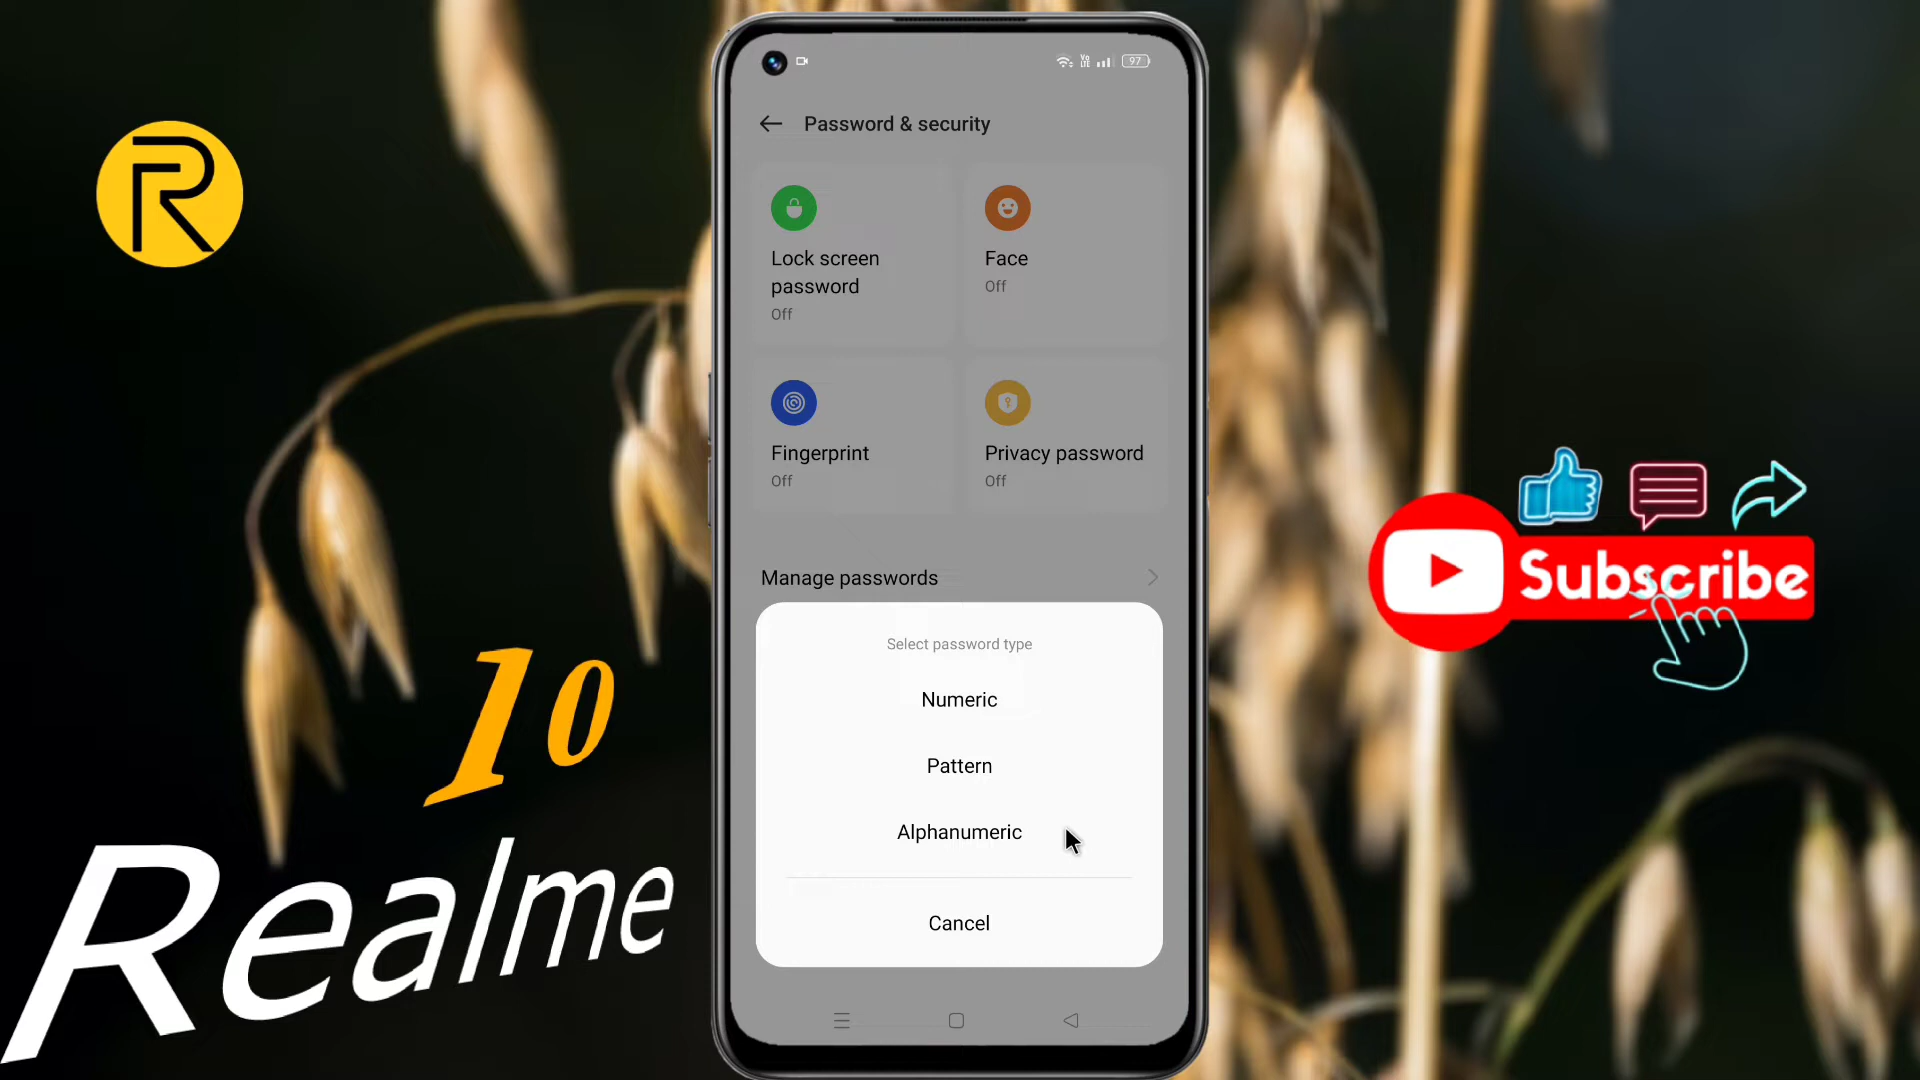 97
Password & security
Lock screen
password
Off
Face
Off
Fingerprint
Off
Privacy password
Off
Manage passwords
Select password type
Numeric
Pattern
Alphanumeric
Cancel
R
10
Realme
Subscribe